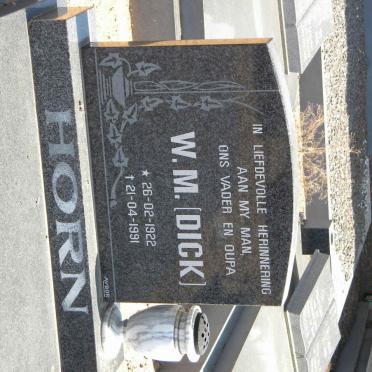 IN LIEFDEVOLLE HERINNERING
AAN MY MAN,
ONS VADER EN OUPA
W. M. (DICK)
★ 26-02-1922
† 21-04-1991
HORN